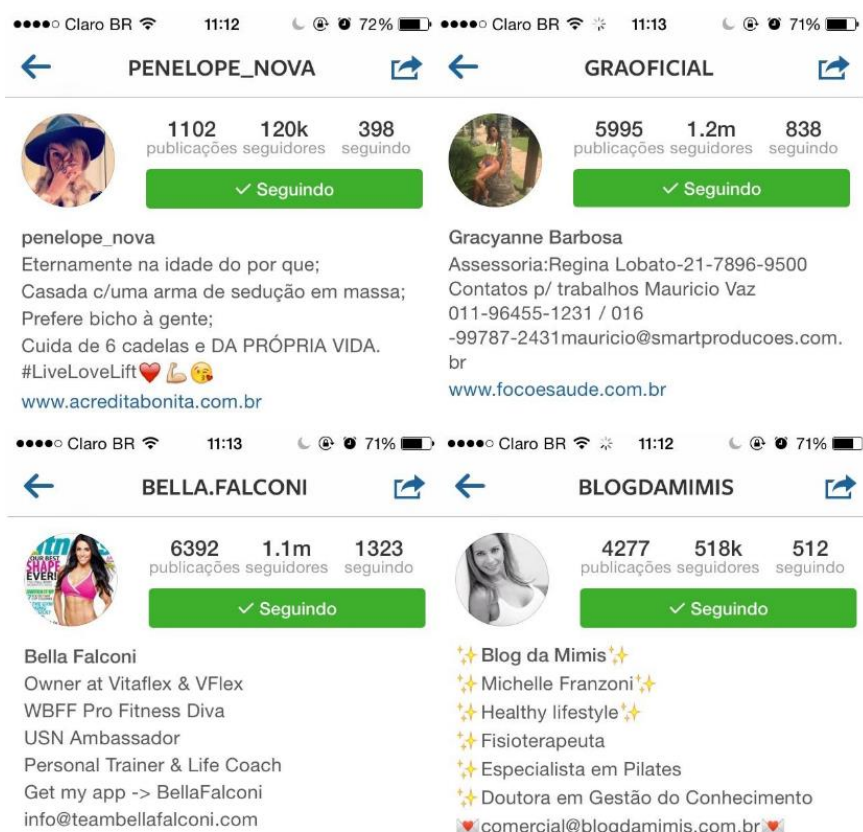 Claro BR 11:12 72%
PENELOPE_NOVA
1102 120k 398
publicações seguidores seguindo
✓ Seguindo
penelope_nova
Eternamente na idade do por que;
Casada c/uma arma de sedução em massa;
Prefere bicho à gente;
Cuida de 6 cadelas e DA PRÓPRIA VIDA.
#LiveLoveLift❤️💪😘
www.acreditabonita.com.br
Claro BR 11:13 71%
GRAOFICIAL
5995 1.2m 838
publicações seguidores seguindo
✓ Seguindo
Gracyanne Barbosa
Assessoria:Regina Lobato-21-7896-9500
Contatos p/ trabalhos Mauricio Vaz
011-96455-1231 / 016
-99787-2431mauricio@smartproducoes.com.
br
www.focoesaude.com.br
Claro BR 11:13 71%
BELLA.FALCONI
OUR BEST
SHAPE
EVER!
6392 1.1m 1323
publicações seguidores seguindo
✓ Seguindo
Bella Falconi
Owner at Vitaflex & VFlex
WBFF Pro Fitness Diva
USN Ambassador
Personal Trainer & Life Coach
Get my app -> BellaFalconi
info@teambellafalconi.com
Claro BR 11:12 71%
BLOGDAMIMIS
4277 518k 512
publicações seguidores seguindo
✓ Seguindo
✨Blog da Mimis✨
✨Michelle Franzoni✨
✨Healthy lifestyle✨
✨Fisioterapeuta
✨Especialista em Pilates
✨Doutora em Gestão do Conhecimento
💌comercial@blogdamimis.com.br💌